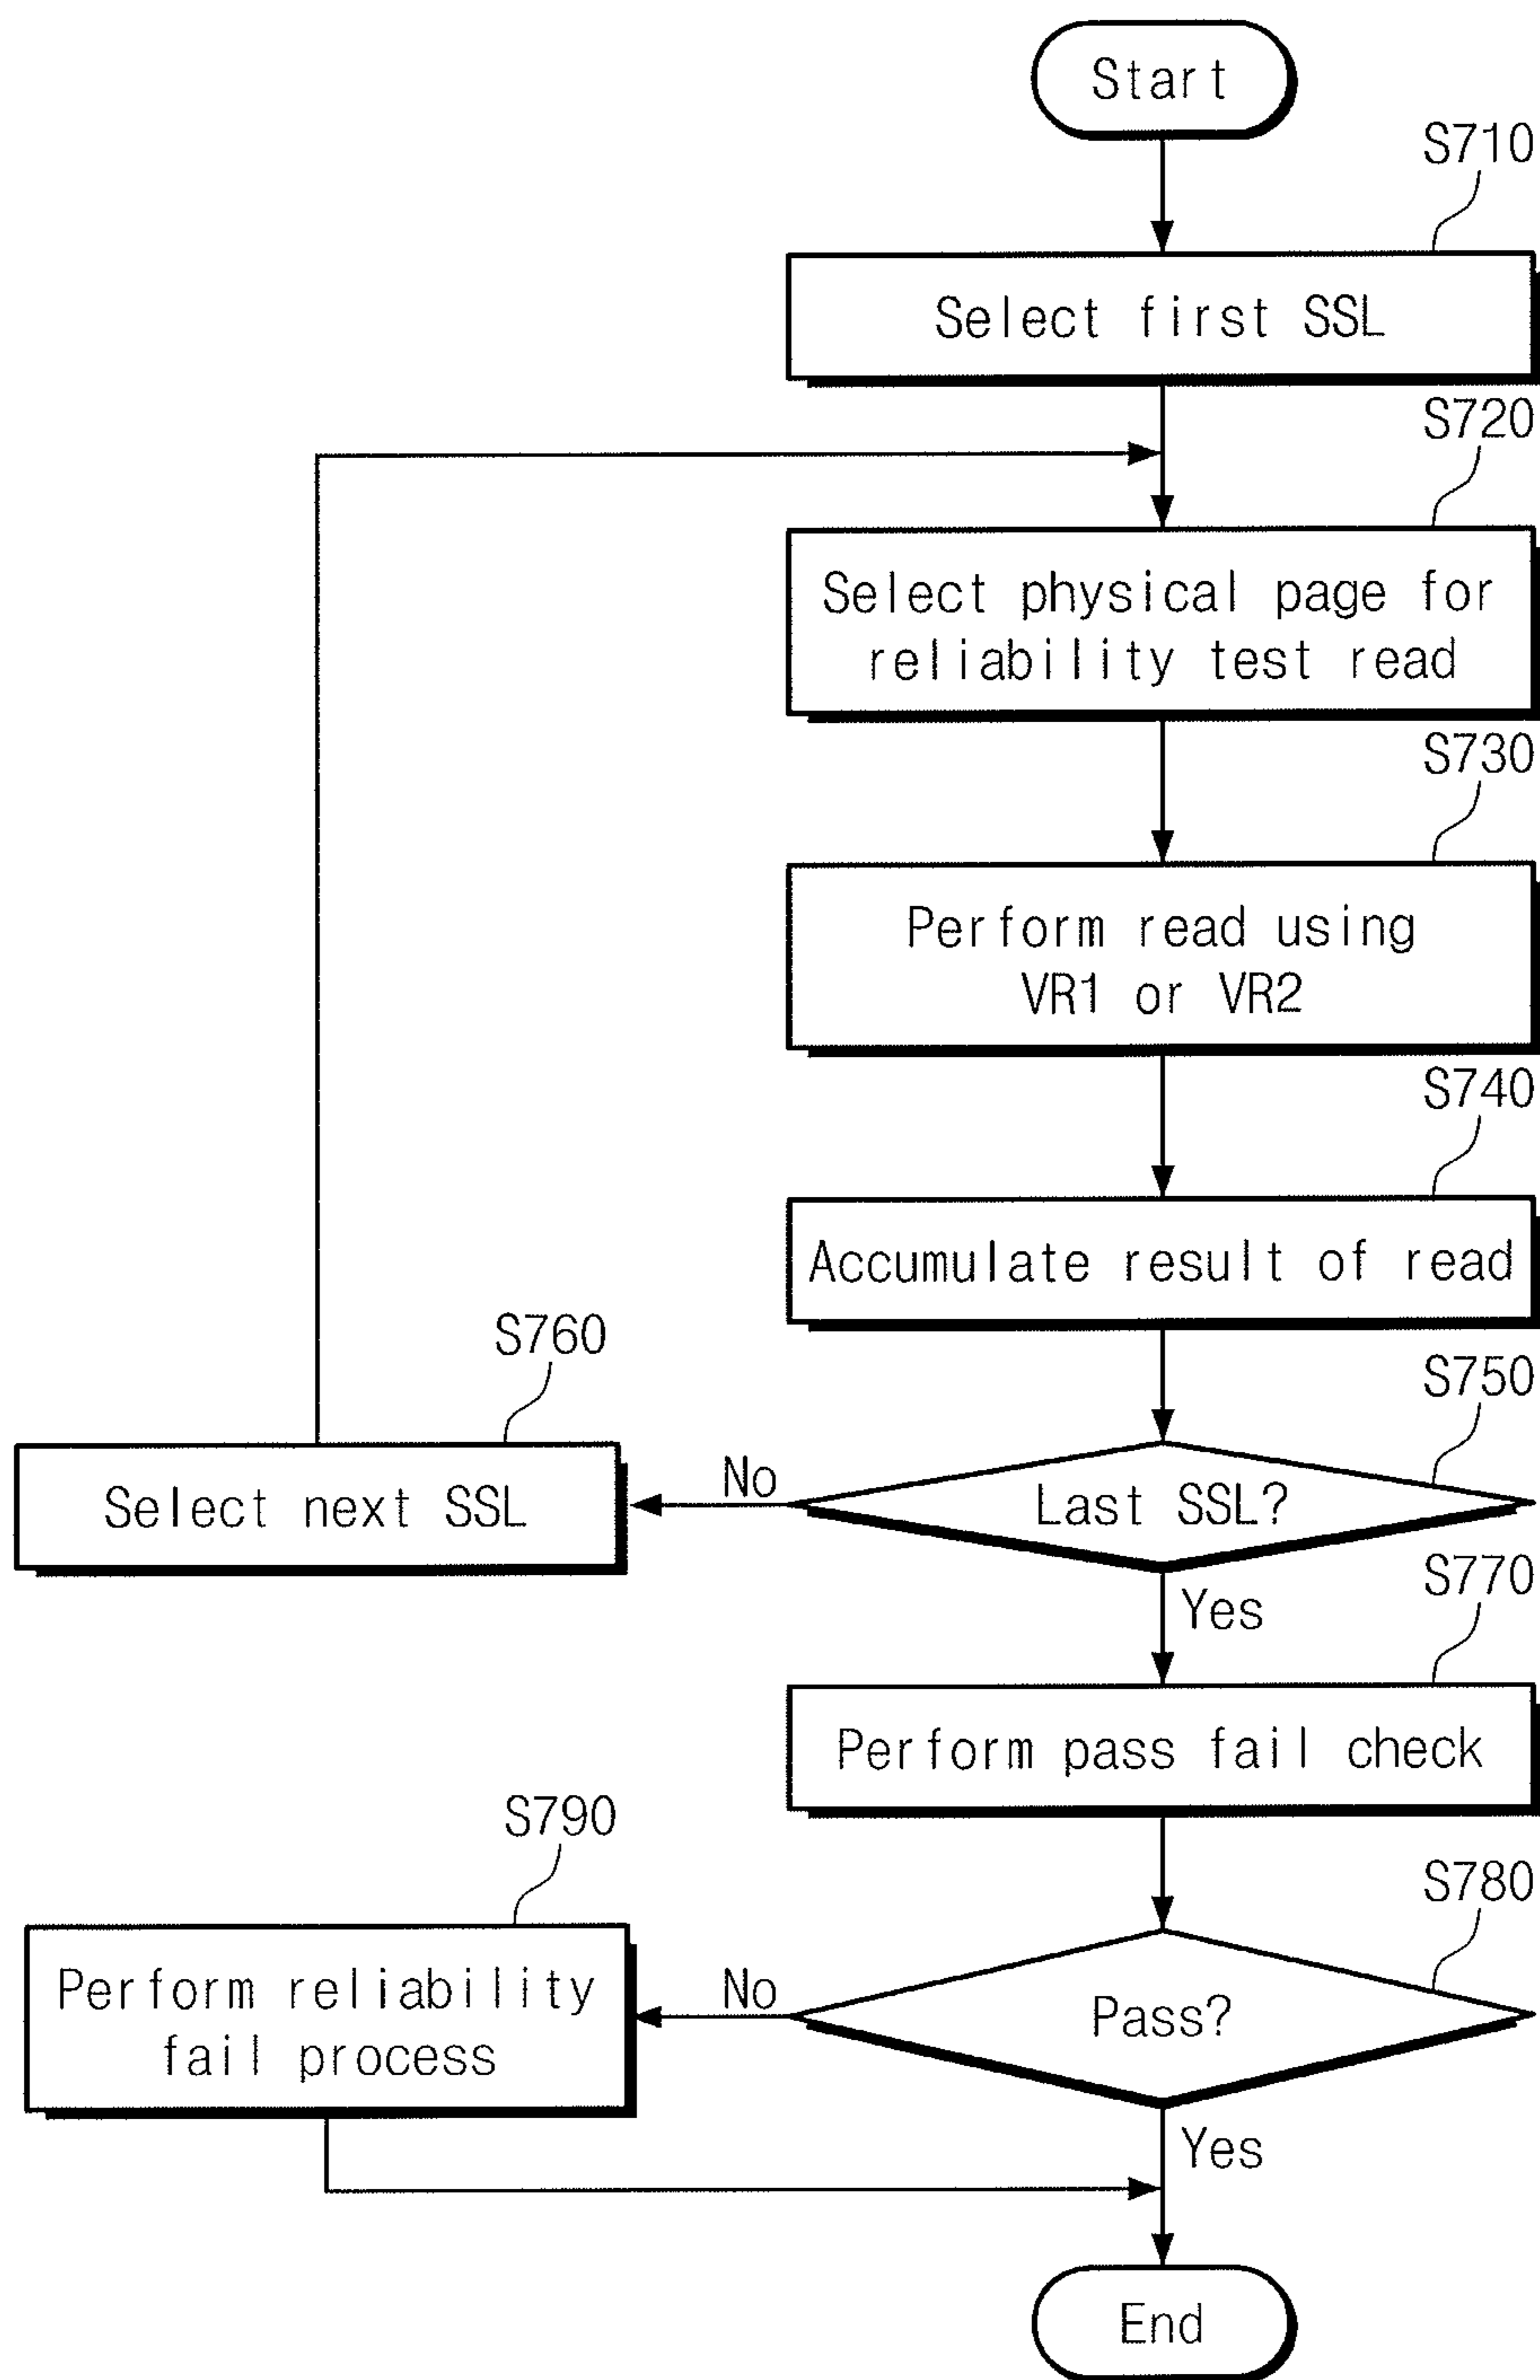 Start
S710
Select first SSL
S720
Select physical page for
reliability test read
S730
Perform read using
VR1 or VR2
S740
Accumulate result of read
S760
S750
Select next SSL
No
Last SSL?
S770
Yes
Perform pass fail check
S790
S780
Perform reliability
fail process
No
Pass?
Yes
End